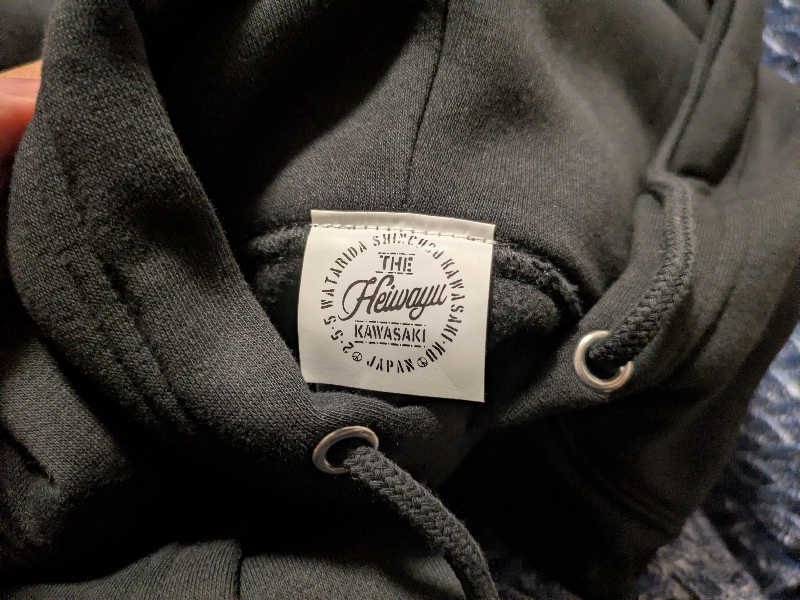 2-5-5 WATARIDA SHINCHO KAWASAKI-KU
THE
Heiwayu
KAWASAKI
JAPAN